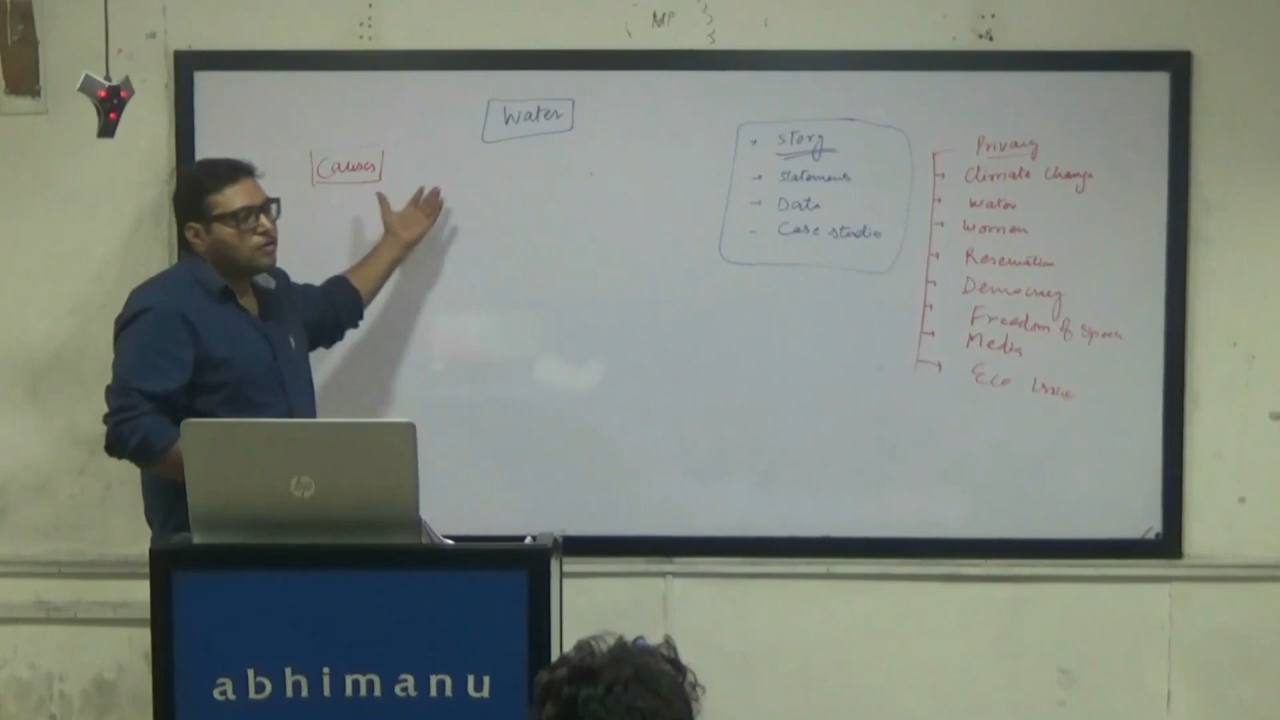 MP
Water
Causes
story
Statements
Data
Case studies
Privacy
Climate Change
Water
Women
Reservation
Democracy
Freedom of Speech
Media
Eco Issue
hp
abhimanu